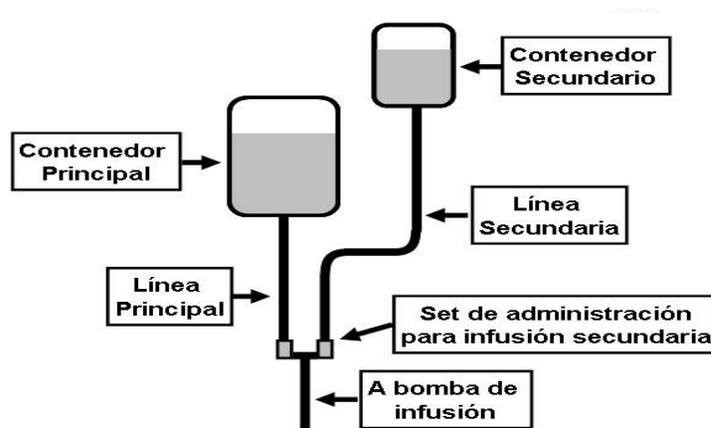 Contenedor
Secundario
Contenedor
Principal
Línea
Secundaria
Línea
Principal
Set de administración
para infusión secundaria
A bomba de
infusión